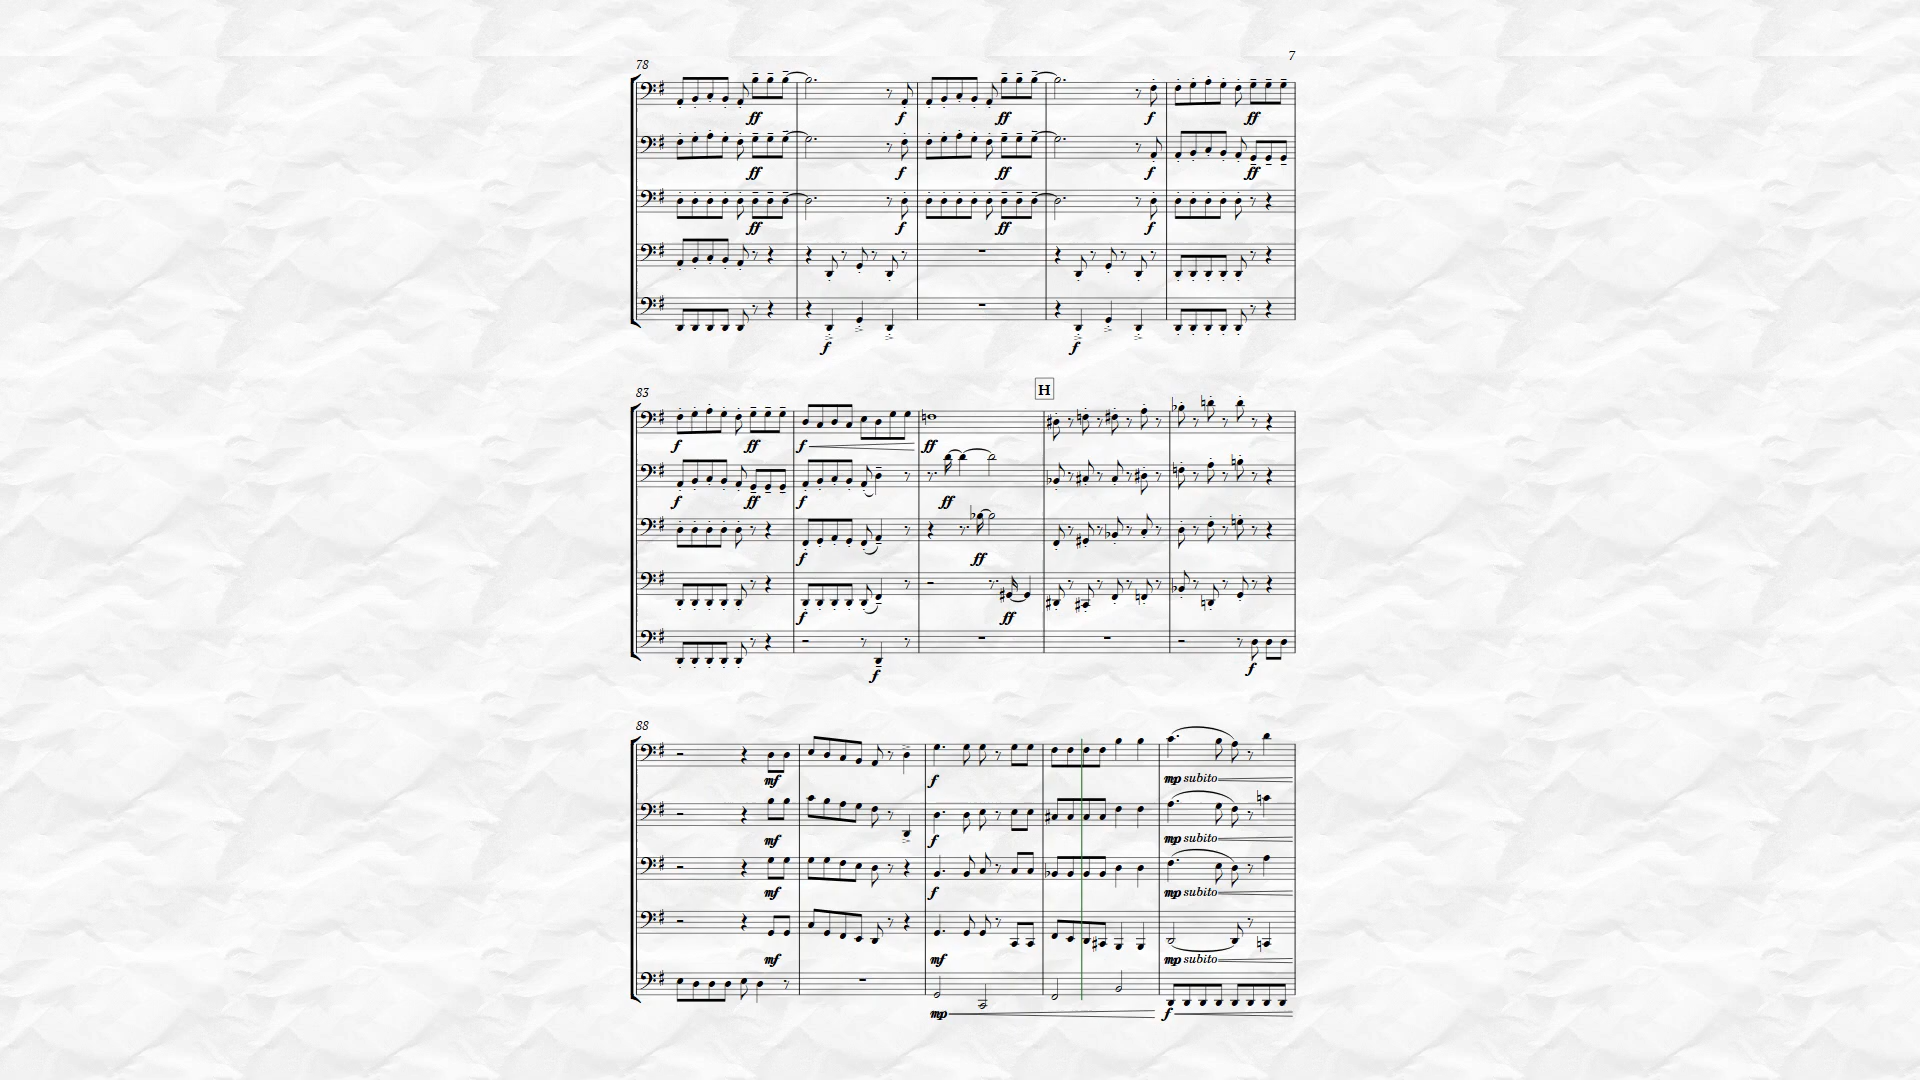 7
78
ff f ff f ff
ff f ff f ff
ff f ff f
f f
83
H
f ff f ff
f ff f ff
f ff
f ff
f f
88
mf f mp subito
mf f mp subito
mf f mp subito
mf mf mp subito
mp f